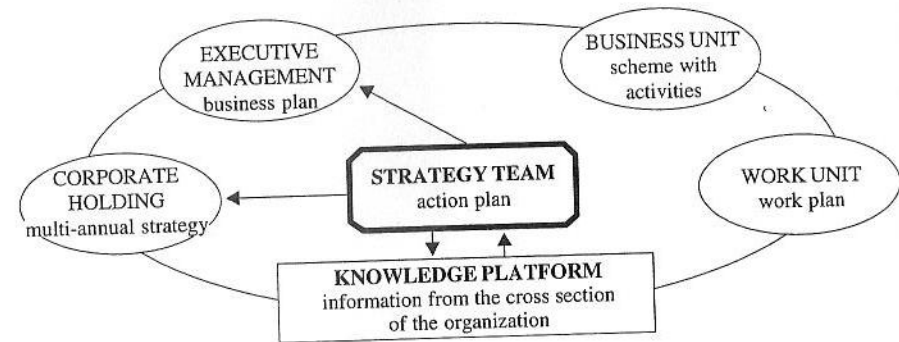 EXECUTIVE
MANAGEMENT
business plan
BUSINESS UNIT
scheme with
activities
CORPORATE
HOLDING
multi-annual strategy
STRATEGY TEAM
action plan
WORK UNIT
work plan
KNOWLEDGE PLATFORM
information from the cross section
of the organization